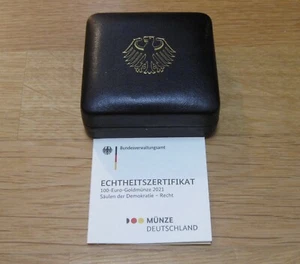 Bundesverwaltungsamt
ECHTHEITSZERTIFIKAT
100-Euro-Goldmünze 2021
Säulen der Demokratie – Recht
MÜNZE
DEUTSCHLAND